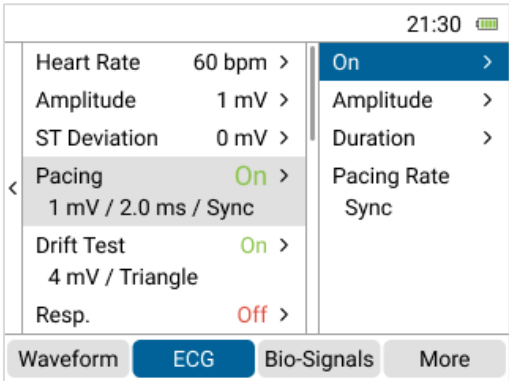 21:30
Heart Rate 60 bpm >
Amplitude 1 mV >
ST Deviation 0 mV >
Pacing On >
1 mV / 2.0 ms / Sync
Drift Test On >
4 mV / Triangle
Resp. Off >
<
On >
Amplitude >
Duration >
Pacing Rate
Sync
Waveform ECG Bio-Signals More